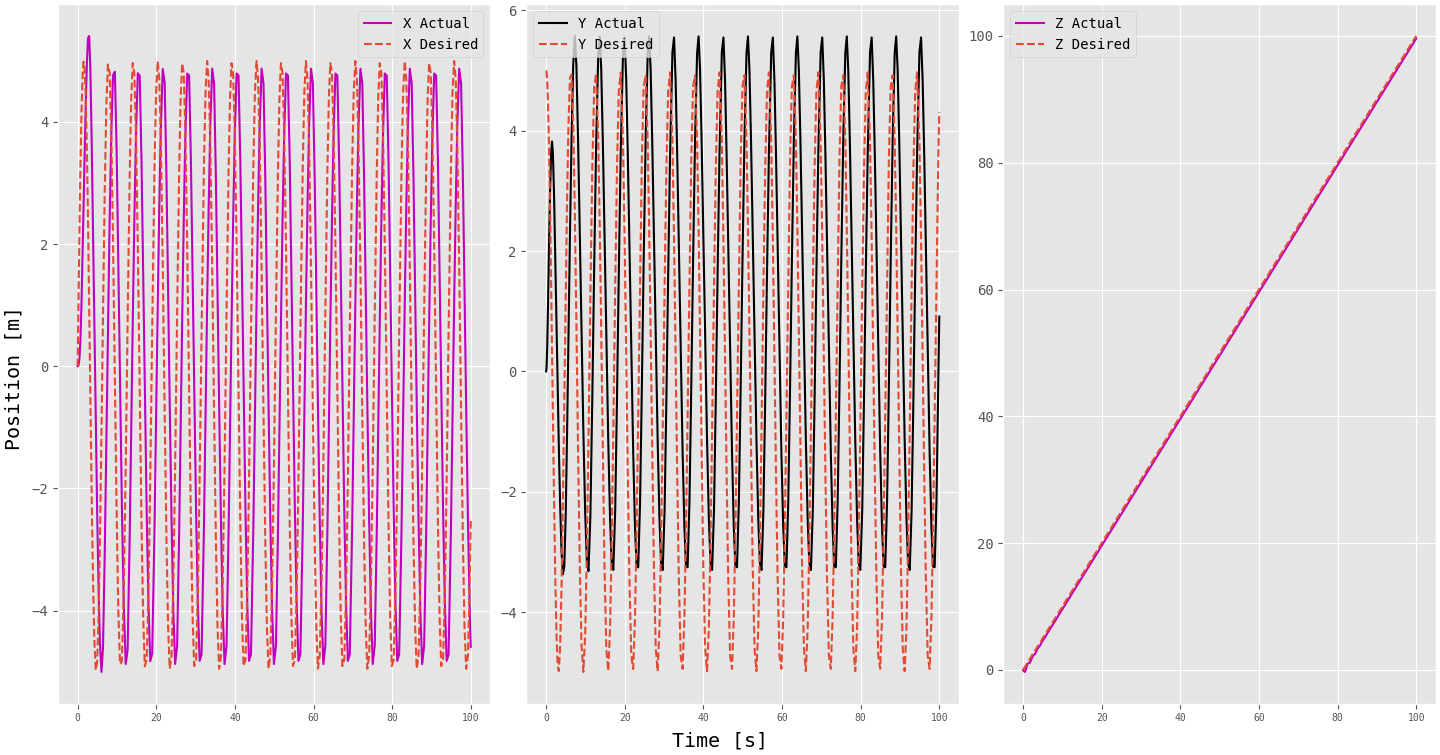 X Actual
X Desired
4
2
0
−2
−4
0 20 40 60 80 100
Y Actual
Y Desired
6
4
2
0
−2
−4
0 20 40 60 80 100
Z Actual
Z Desired
100
80
60
40
20
0
0 20 40 60 80 100
Position [m]
Time [s]